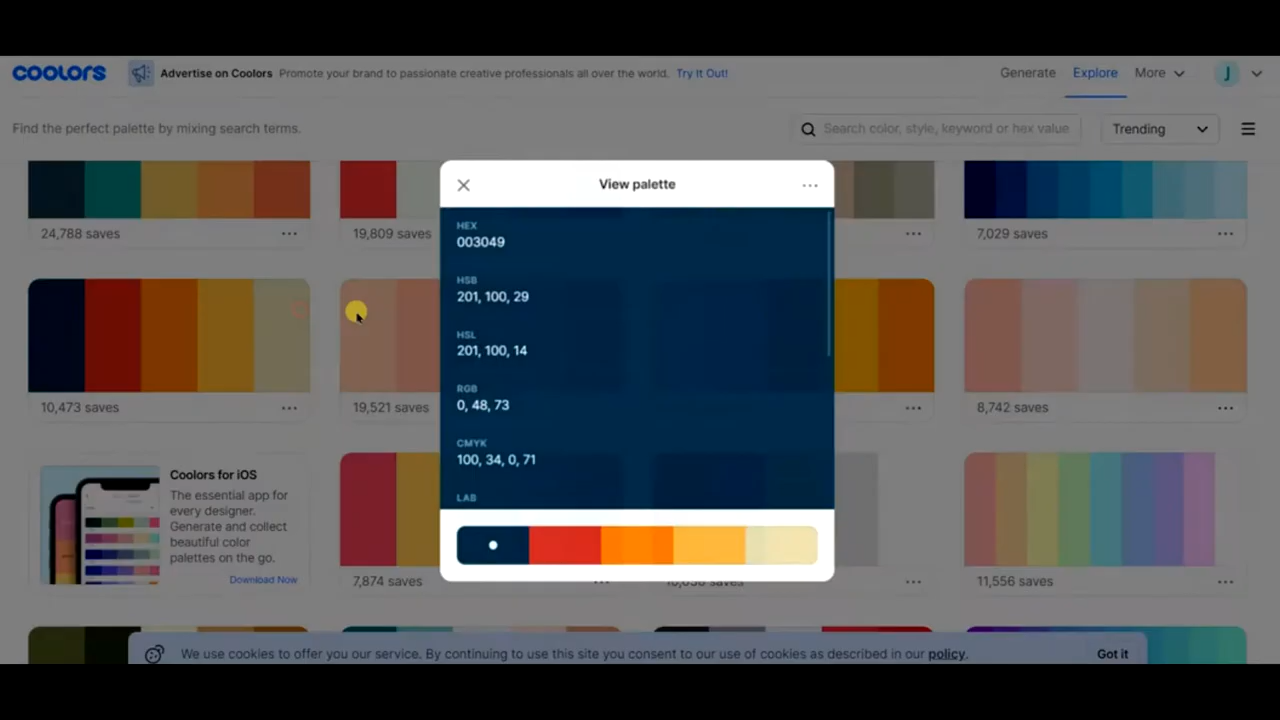 coolors
Advertise on Coolors Promote your brand to passionate creative professionals all over the world. Try It Out!
Generate
Explore
More
J
Find the perfect palette by mixing search terms.
Search color, style, keyword or hex value
Trending
View palette
24,788 saves
19,809 saves
7,029 saves
HEX
003049
HSB
201, 100, 29
HSL
201, 100, 14
RGB
0, 48, 73
CMYK
100, 34, 0, 71
LAB
10,473 saves
19,521 saves
8,742 saves
Coolors for iOS
The essential app for
every designer.
Generate and collect
beautiful color
palettes on the go.
Download Now
7,874 saves
11,556 saves
We use cookies to offer you our service. By continuing to use this site you consent to our use of cookies as described in our policy.
Got it